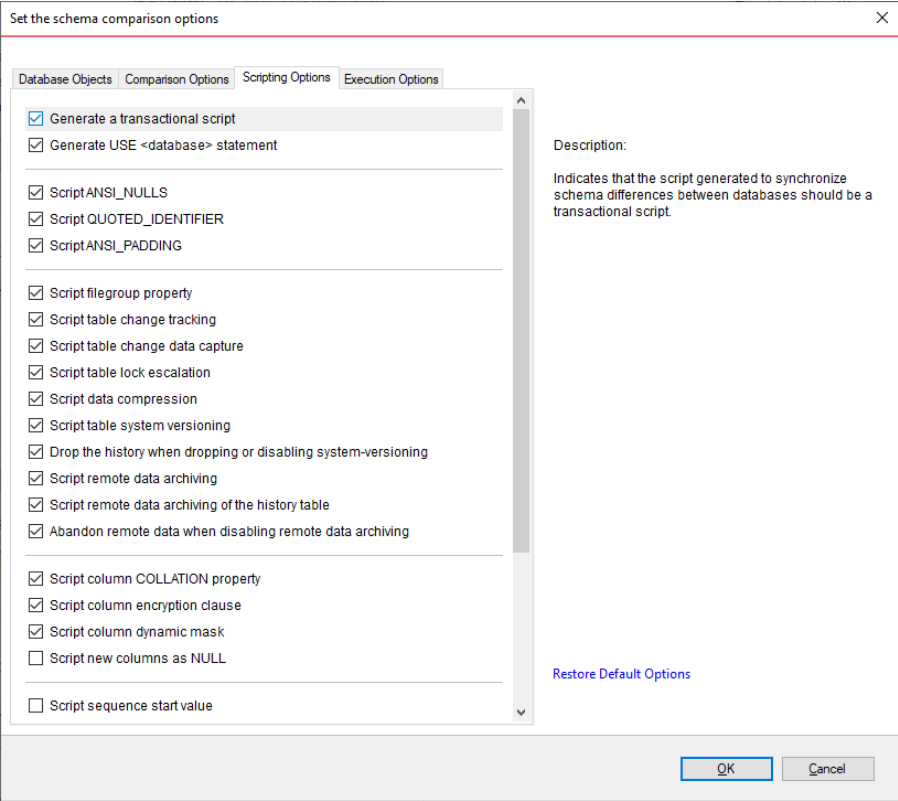 Set the schema comparison options
Database Objects
Comparison Options
Scripting Options
Execution Options
Generate a transactional script
Generate USE <database> statement
Script ANSI_NULLS
Script QUOTED_IDENTIFIER
Script ANSI_PADDING
Script filegroup property
Script table change tracking
Script table change data capture
Script table lock escalation
Script data compression
Script table system versioning
Drop the history when dropping or disabling system-versioning
Script remote data archiving
Script remote data archiving of the history table
Abandon remote data when disabling remote data archiving
Script column COLLATION property
Script column encryption clause
Script column dynamic mask
Script new columns as NULL
Script sequence start value
Description:
Indicates that the script generated to synchronize
schema differences between databases should be a
transactional script.
Restore Default Options
OK
Cancel